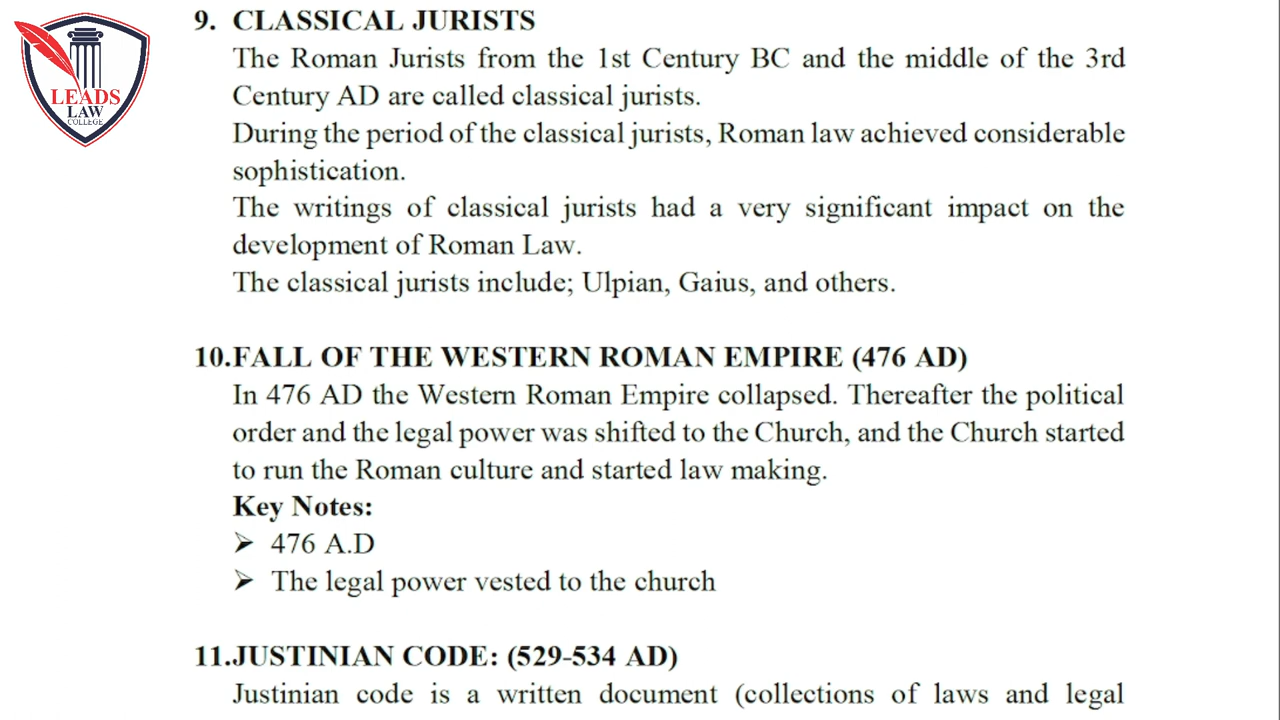 LEADS
LAW
COLLEGE
9. CLASSICAL JURISTS
The Roman Jurists from the 1st Century BC and the middle of the 3rd
Century AD are called classical jurists.
During the period of the classical jurists, Roman law achieved considerable
sophistication.
The writings of classical jurists had a very significant impact on the
development of Roman Law.
The classical jurists include; Ulpian, Gaius, and others.
10.FALL OF THE WESTERN ROMAN EMPIRE (476 AD)
In 476 AD the Western Roman Empire collapsed. Thereafter the political
order and the legal power was shifted to the Church, and the Church started
to run the Roman culture and started law making.
Key Notes:
➢ 476 A.D
➢ The legal power vested to the church
11.JUSTINIAN CODE: (529-534 AD)
Justinian code is a written document (collections of laws and legal